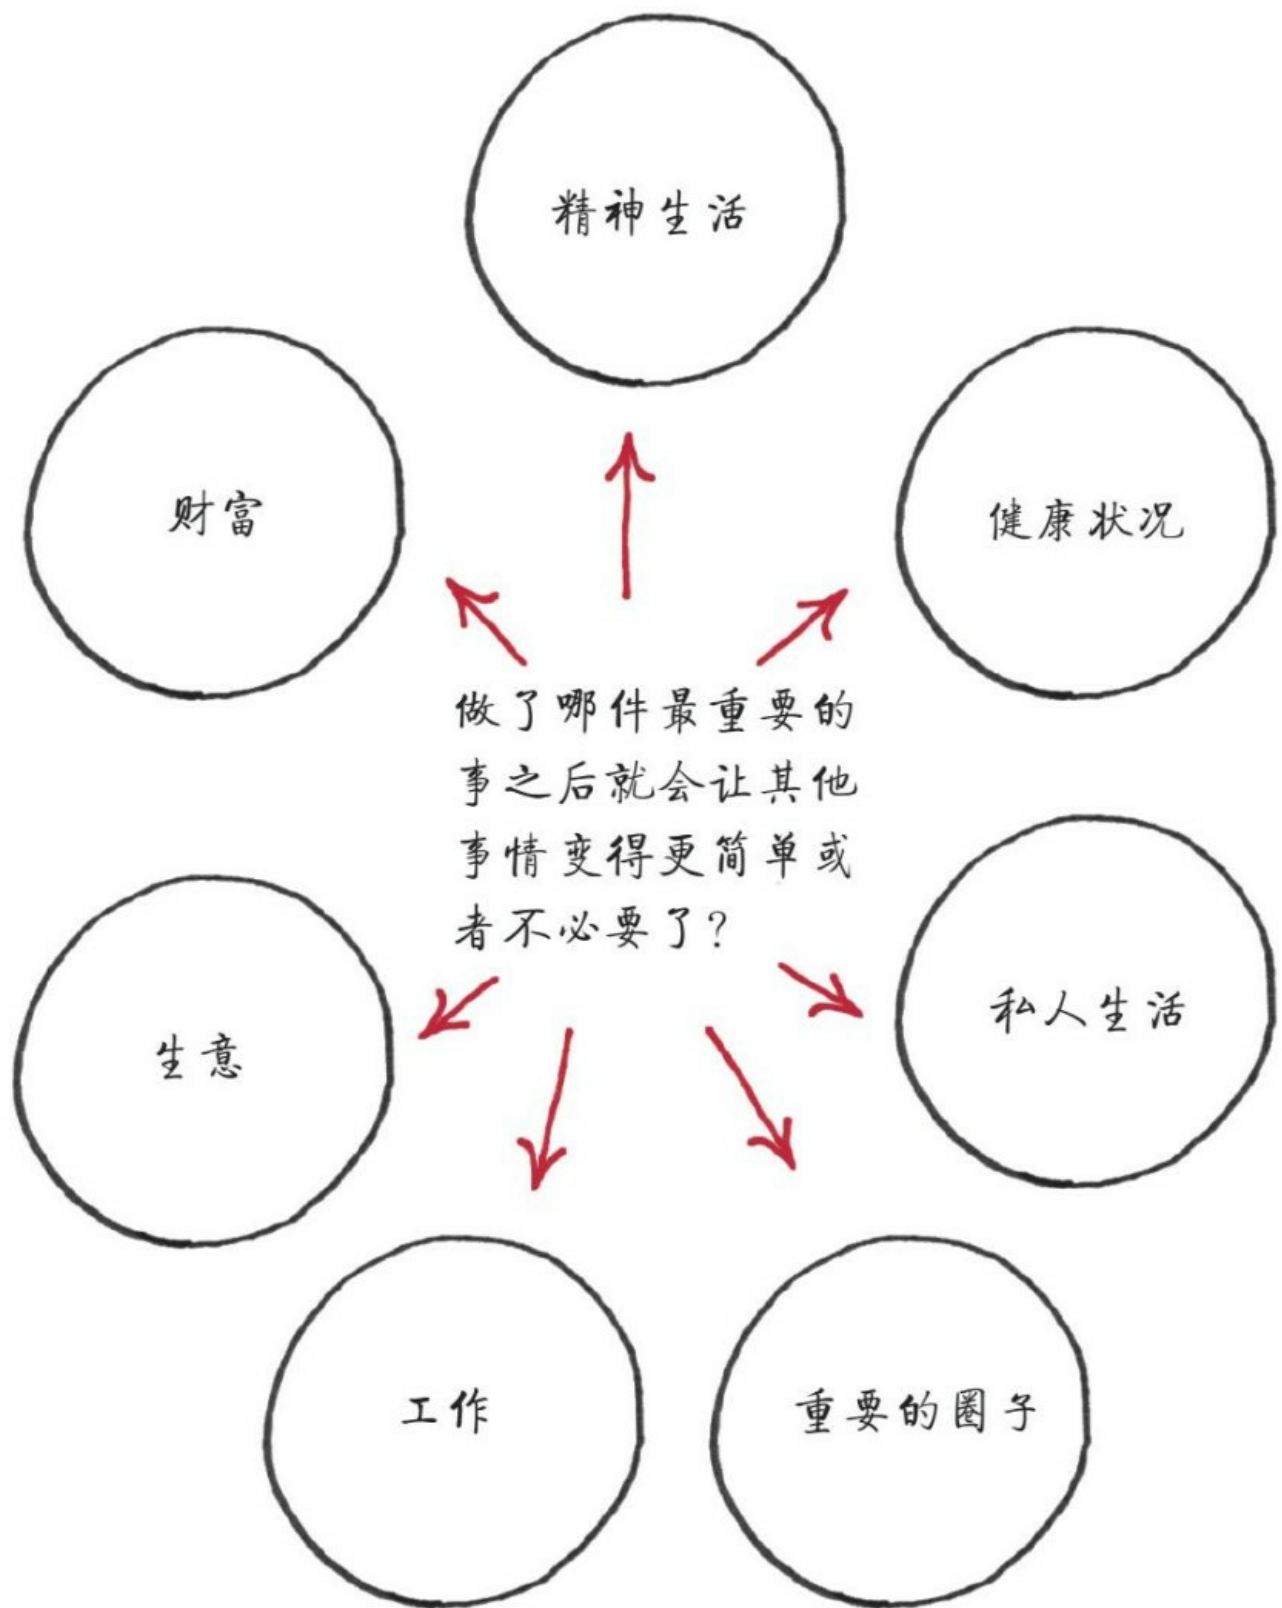 精神生活
财富
健康状况
做了哪件最重要的
事之后就会让其他
事情变得更简单或
者不必要了？
私人生活
生意
工作
重要的圈子